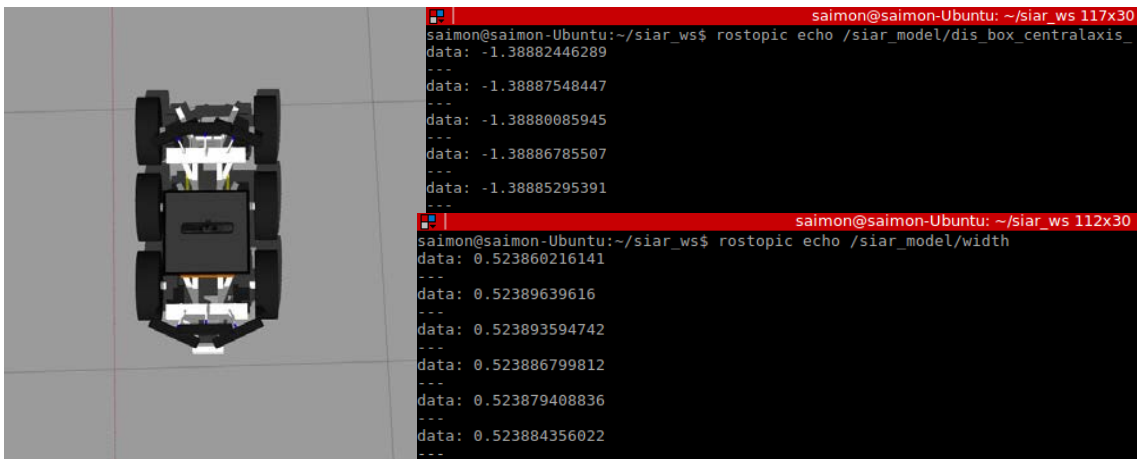 saimon@saimon-Ubuntu: ~/siar_ws 117x30
saimon@saimon-Ubuntu:~/siar_ws$ rostopic echo /siar_model/dis_box_centralaxis_
data: -1.38882446289
---
data: -1.38887548447
---
data: -1.38880085945
---
data: -1.38886785507
---
data: -1.38885295391
---
saimon@saimon-Ubuntu: ~/siar_ws 112x30
saimon@saimon-Ubuntu:~/siar_ws$ rostopic echo /siar_model/width
data: 0.523860216141
---
data: 0.52389639616
---
data: 0.523893594742
---
data: 0.523886799812
---
data: 0.523879408836
---
data: 0.523884356022
---